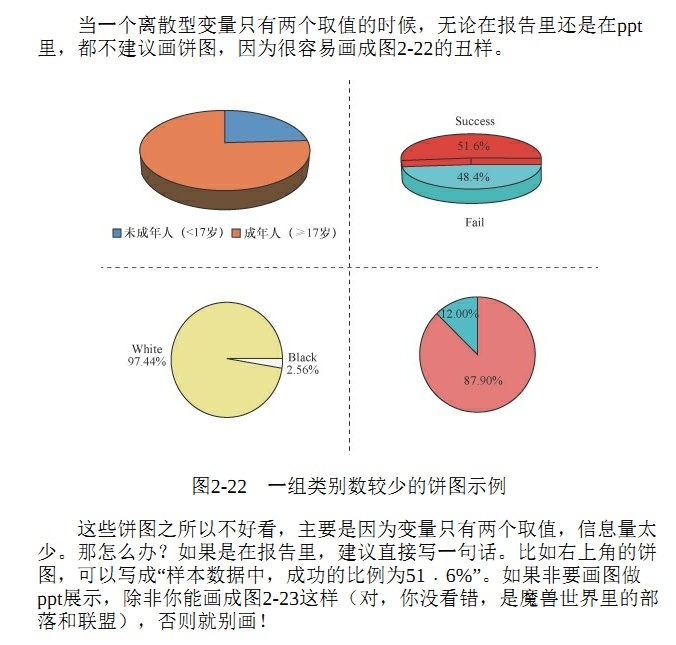 当一个离散型变量只有两个取值的时候，无论在报告里还是在ppt
里，都不建议画饼图，因为很容易画成图2-22的丑样。
Success
51.6%
48.4%
Fail
未成年人（<17岁） 成年人（≥17岁）
White
97.44%
Black
2.56%
12.00%
87.90%
图2-22 一组类别数较少的饼图示例
这些饼图之所以不好看，主要是因为变量只有两个取值，信息量太
少。那怎么办？如果是在报告里，建议直接写一句话。比如右上角的饼
图，可以写成“样本数据中，成功的比例为51．6%”。如果非要画图做
ppt展示，除非你能画成图2-23这样（对，你没看错，是魔兽世界里的部
落和联盟），否则就别画！